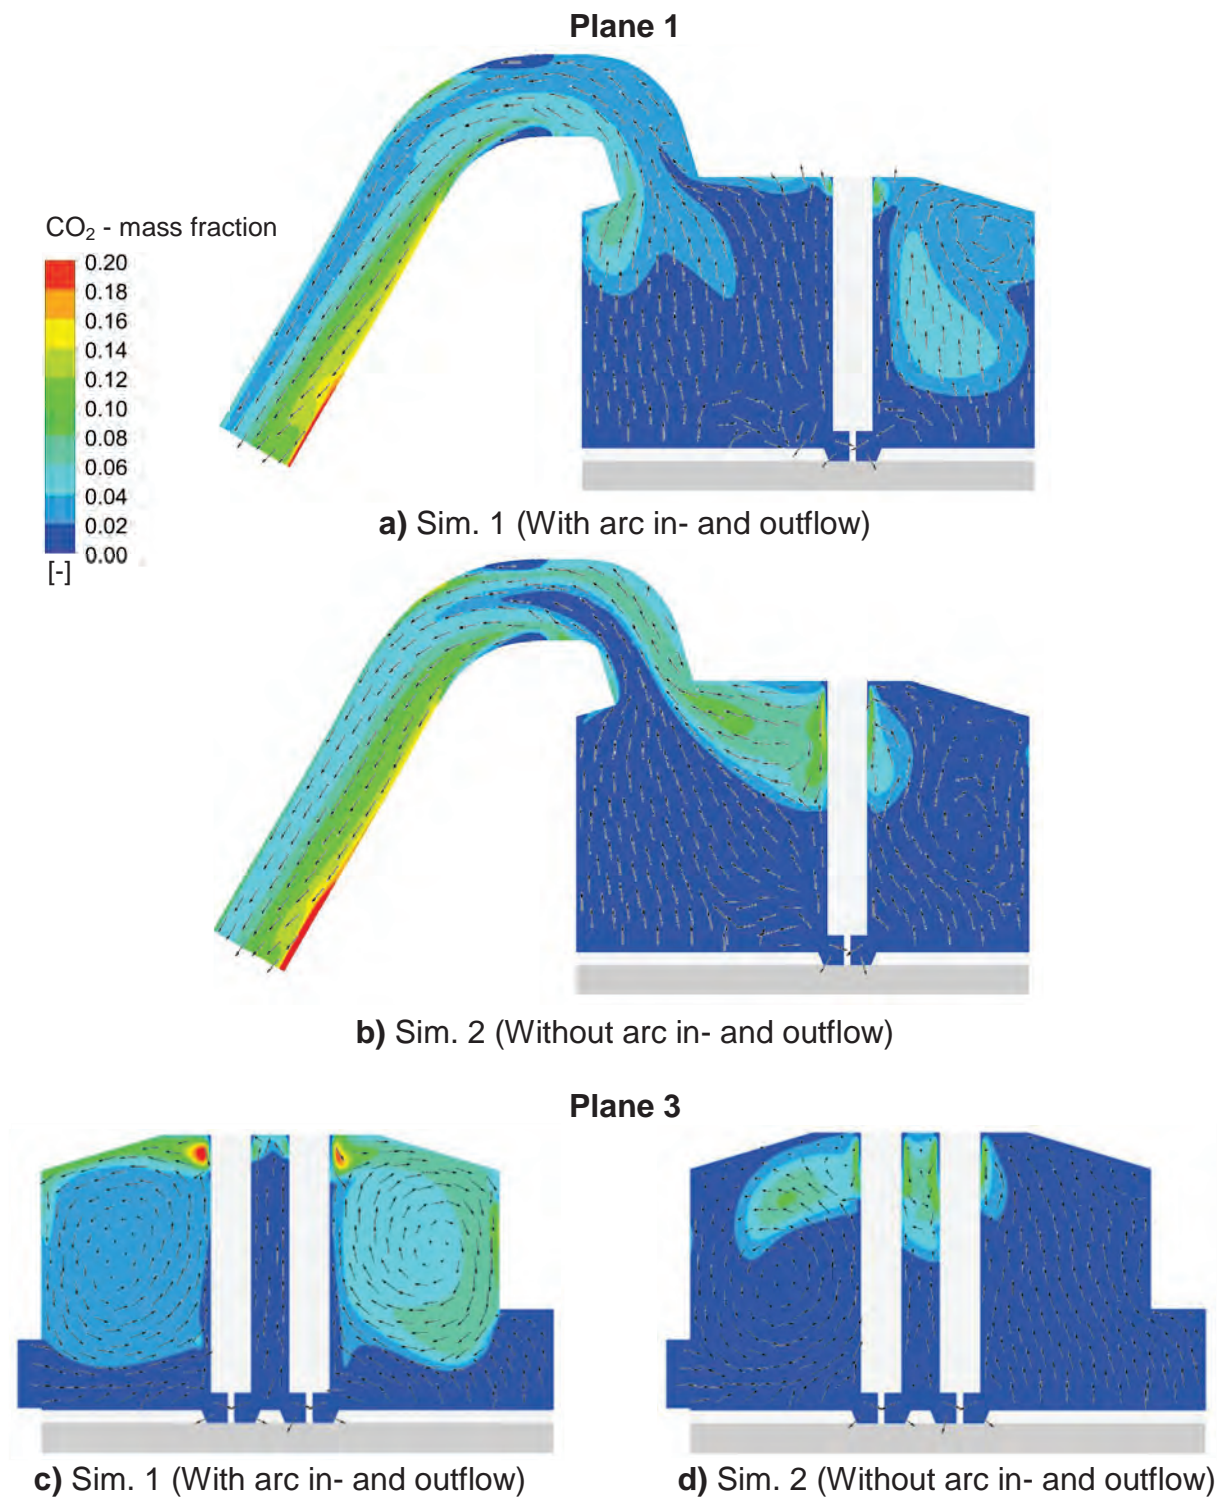 Plane 1
CO₂ - mass fraction
0.20
0.18
0.16
0.14
0.12
0.10
0.08
0.06
0.04
0.02
0.00
[-]
a) Sim. 1 (With arc in- and outflow)
b) Sim. 2 (Without arc in- and outflow)
Plane 3
c) Sim. 1 (With arc in- and outflow)
d) Sim. 2 (Without arc in- and outflow)